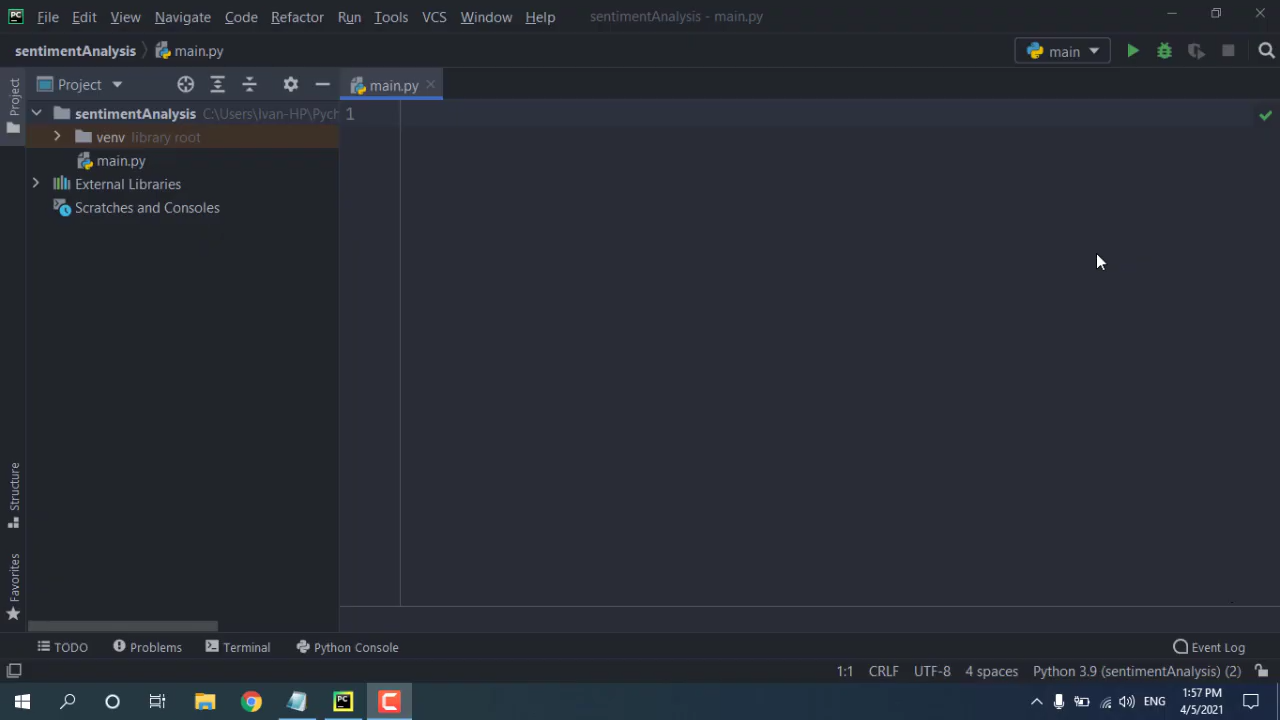 PC File Edit View Navigate Code Refactor Run Tools VCS Window Help sentimentAnalysis - main.py
sentimentAnalysis main.py main
Project Project main.py
sentimentAnalysis C:\Users\Ivan-HP\Pych 1
venv library root
main.py
External Libraries
Scratches and Consoles
Structure
Favorites
TODO Problems Terminal Python Console Event Log
1:1 CRLF UTF-8 4 spaces Python 3.9 (sentimentAnalysis) (2)
PC C ENG 1:57 PM
4/5/2021